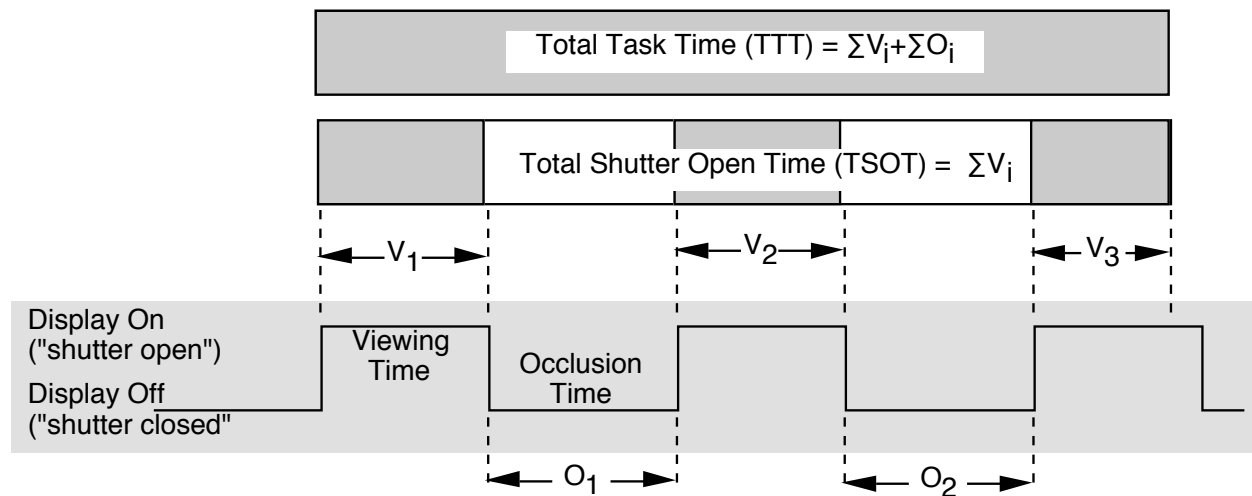 Total Task Time (TTT) = ∑Vi+∑Oi
Total Shutter Open Time (TSOT) =  ∑Vi
V1
V2
V3
Display On
("shutter open")
Viewing
Time
Occlusion
Time
Display Off
("shutter closed"
O1
O2